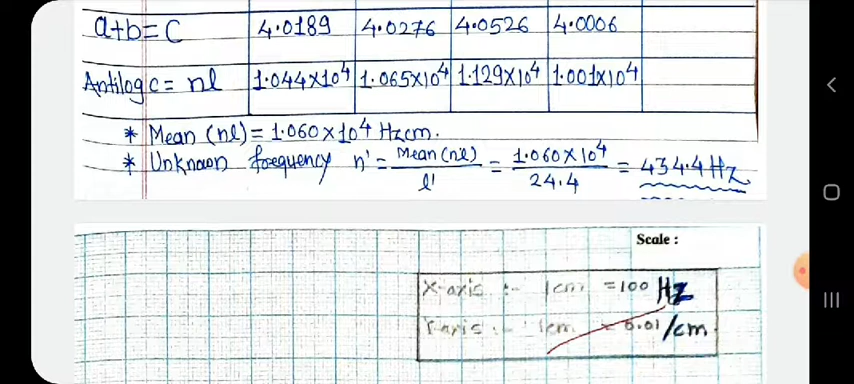 a+b=C 4.0189 4.0276 4.0526 4.0006
Antilog c= nl 1.044×10⁴ 1.065×10⁴ 1.129×10⁴ 1.001×10⁴
* Mean (nl) = 1.060×10⁴ Hzcm.
* Unknown frequency n' = Mean(nl)/l' = 1.060×10⁴/24.4 = 434.4 Hz
Scale :
X-axis :- 1cm = 100 Hz
Y-axis :- 1cm = 0.01/cm.